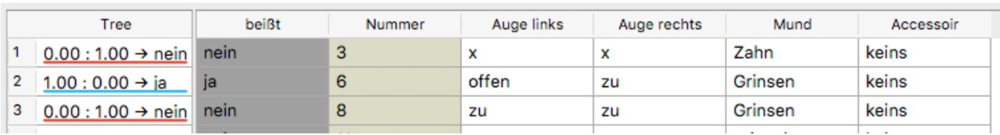 Tree beißt Nummer Auge links Auge rechts Mund Accessoir
1 0.00 : 1.00 → nein nein 3 x x Zahn keins
2 1.00 : 0.00 → ja ja 6 offen zu Grinsen keins
3 0.00 : 1.00 → nein nein 8 zu zu Grinsen keins